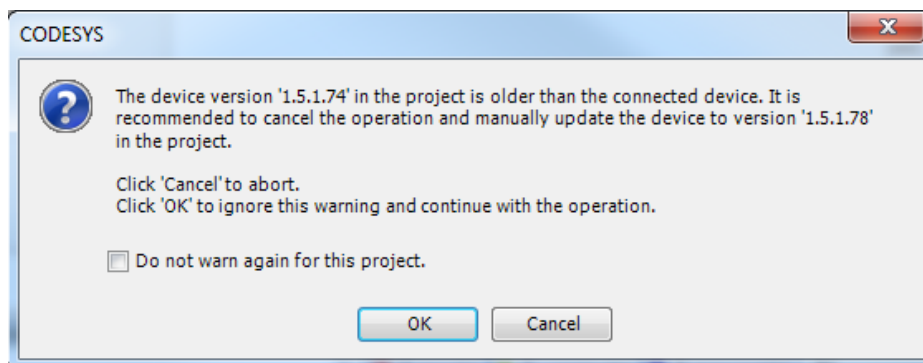 CODESYS
The device version '1.5.1.74' in the project is older than the connected device. It is
recommended to cancel the operation and manually update the device to version '1.5.1.78'
in the project.
Click 'Cancel' to abort.
Click 'OK' to ignore this warning and continue with the operation.
Do not warn again for this project.
OK
Cancel